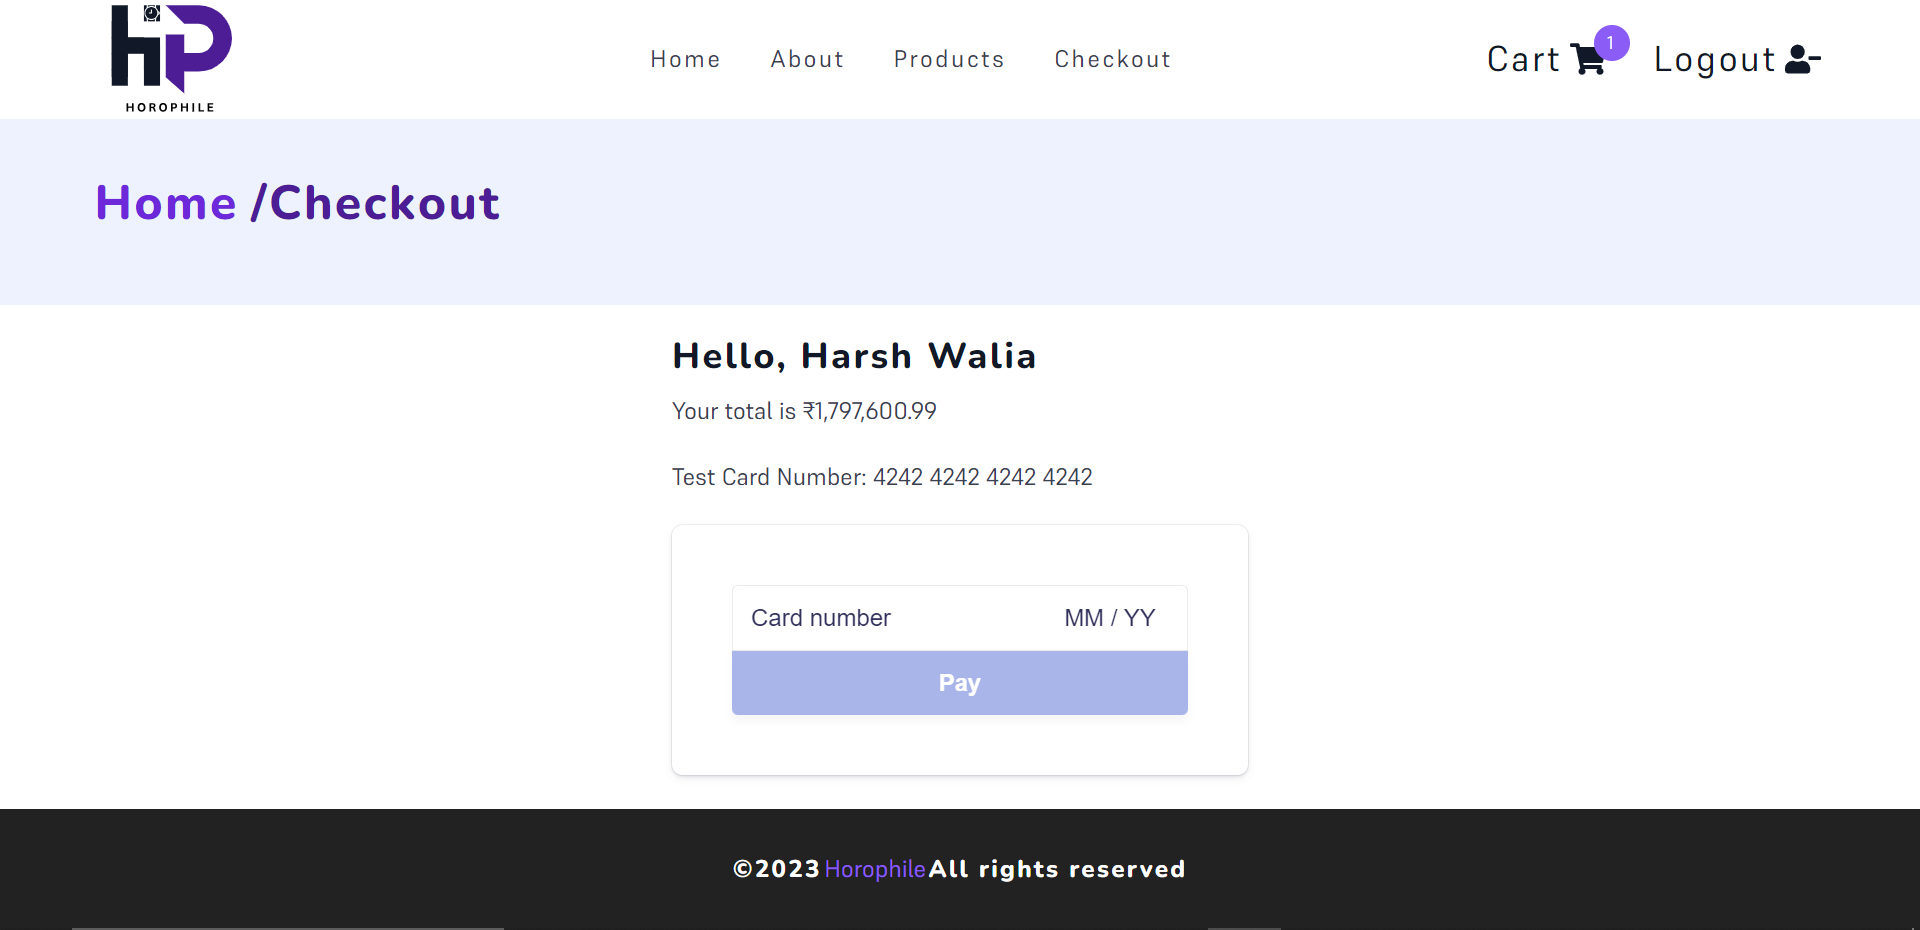 hP
HOROPHILE
Home About Products Checkout
Cart 1 Logout
Home /Checkout
Hello, Harsh Walia
Your total is ₹1,797,600.99
Test Card Number: 4242 4242 4242 4242
Card number MM / YY
Pay
©2023 Horophile All rights reserved